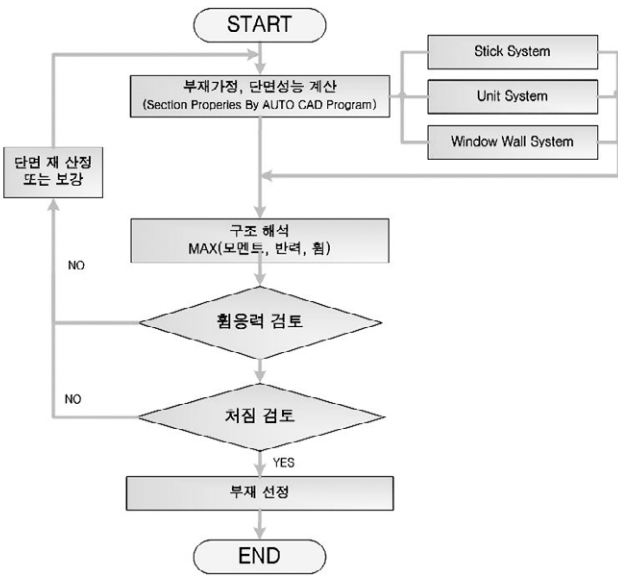 START
부재가정, 단면성능 계산
(Section Properies By AUTO CAD Program)
Stick System
Unit System
Window Wall System
단면 재 산정
또는 보강
구조 해석
MAX(모멘트, 반력, 휨)
NO
휨응력 검토
NO
처짐 검토
YES
부재 선정
END